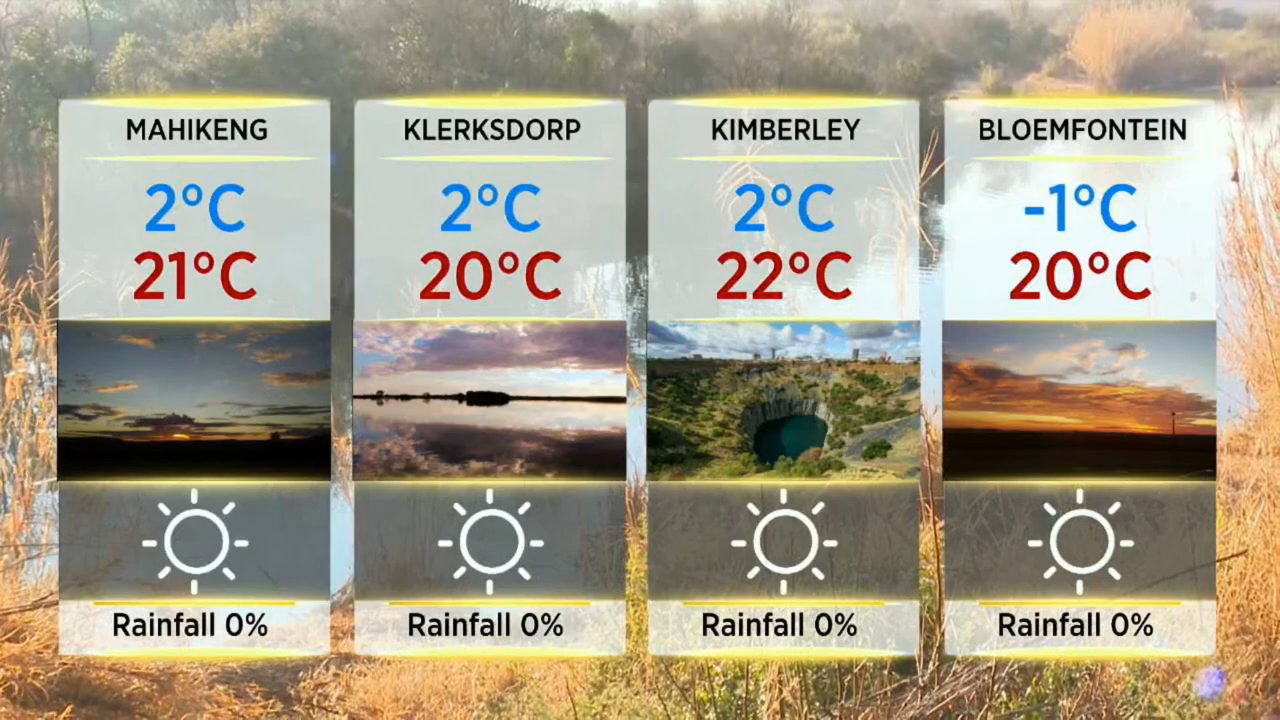 MAHIKENG
2°C
21°C
Rainfall 0%
KLERKSDORP
2°C
20°C
Rainfall 0%
KIMBERLEY
2°C
22°C
Rainfall 0%
BLOEMFONTEIN
-1°C
20°C
Rainfall 0%